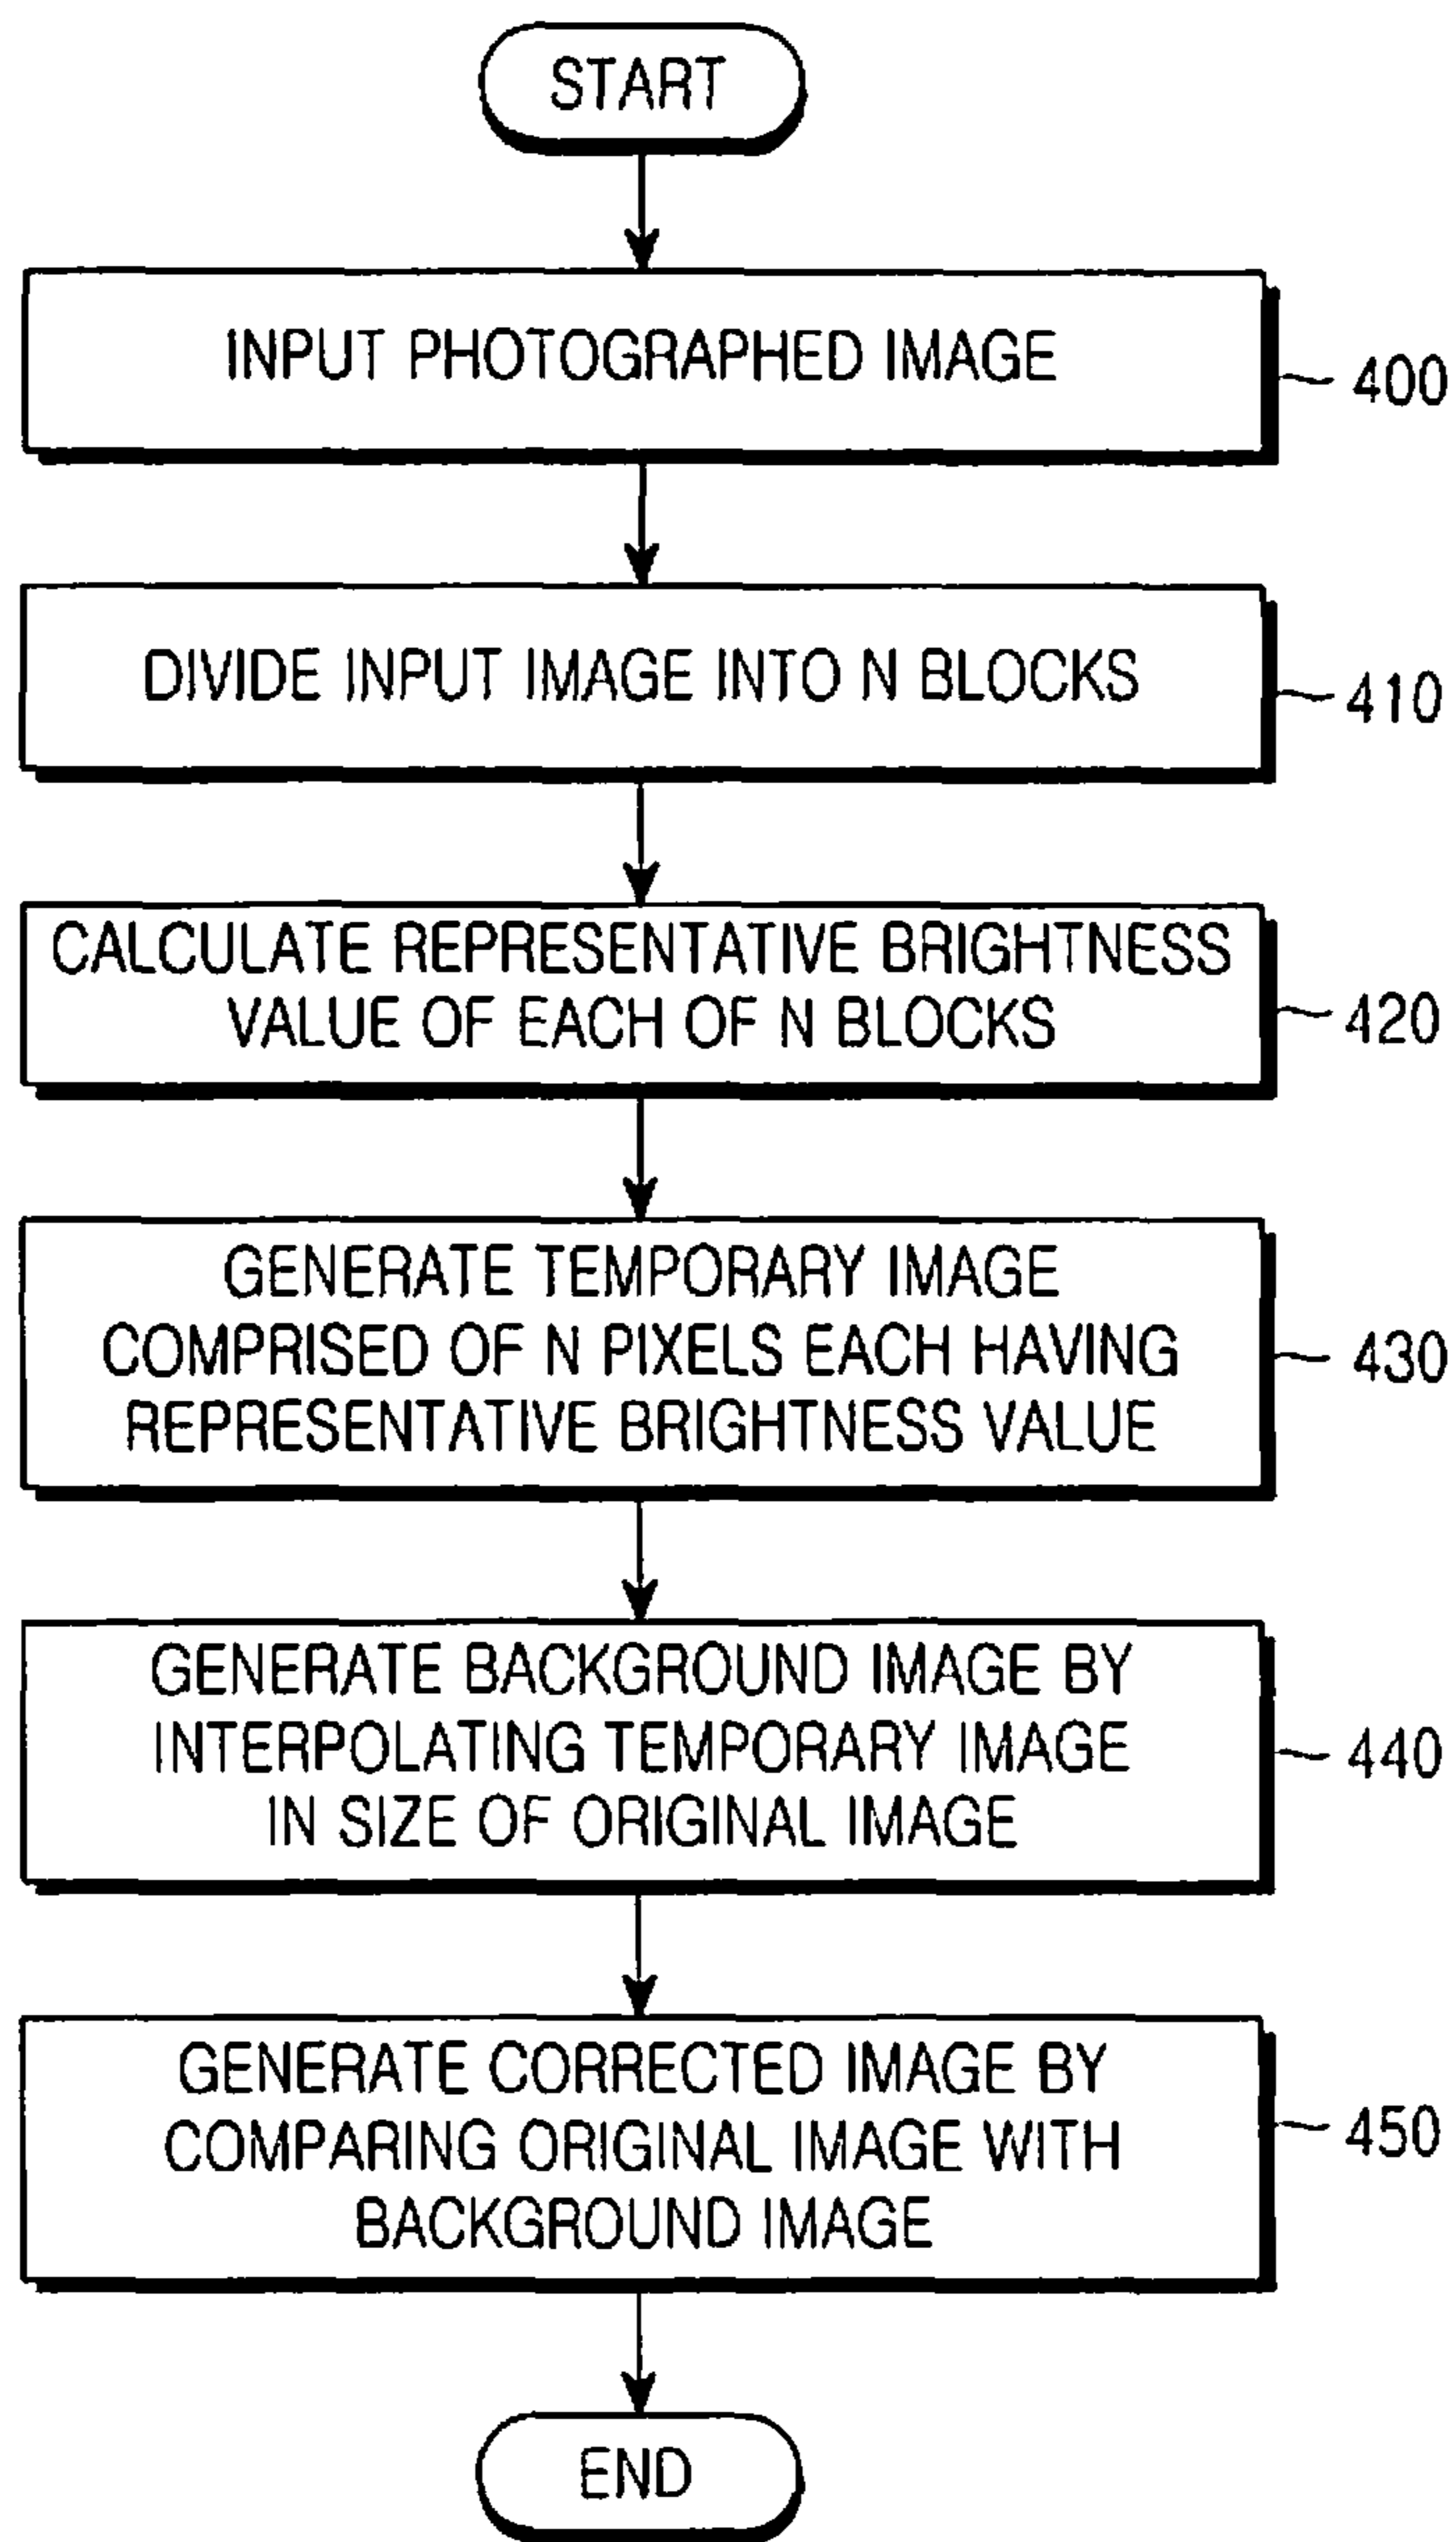 START
INPUT PHOTOGRAPHED IMAGE
400
DIVIDE INPUT IMAGE INTO N BLOCKS
410
CALCULATE REPRESENTATIVE BRIGHTNESS
VALUE OF EACH OF N BLOCKS
420
GENERATE TEMPORARY IMAGE
COMPRISED OF N PIXELS EACH HAVING
REPRESENTATIVE BRIGHTNESS VALUE
430
GENERATE BACKGROUND IMAGE BY
INTERPOLATING TEMPORARY IMAGE
IN SIZE OF ORIGINAL IMAGE
440
GENERATE CORRECTED IMAGE BY
COMPARING ORIGINAL IMAGE WITH
BACKGROUND IMAGE
450
END